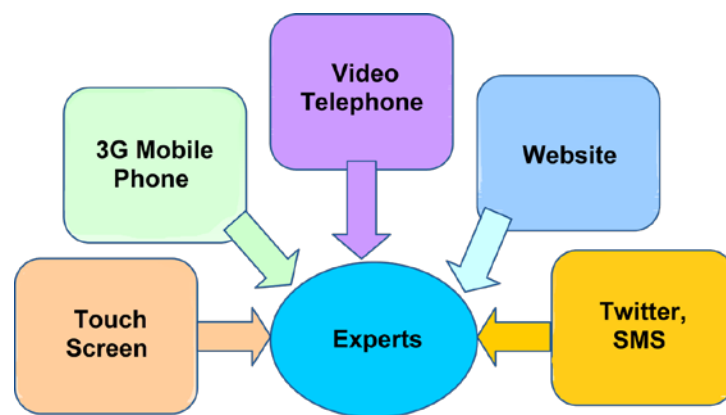 Video
Telephone
3G Mobile
Phone
Website
Touch
Screen
Experts
Twitter,
SMS